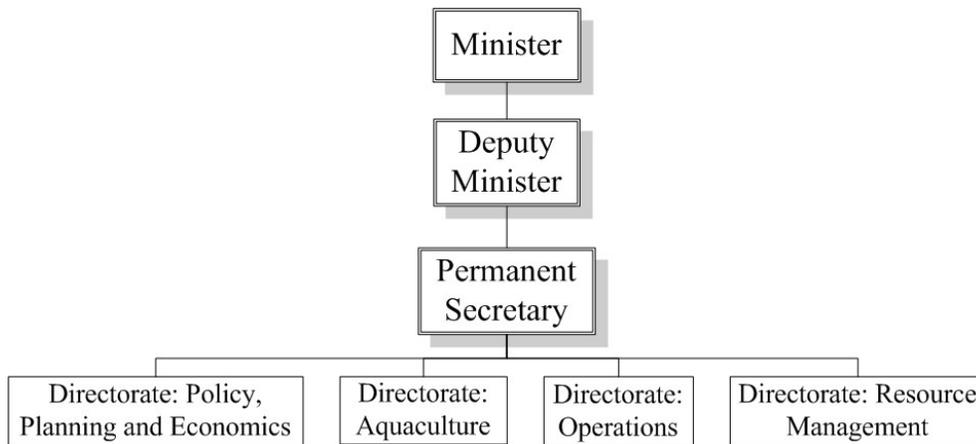 Minister
Deputy
Minister
Permanent
Secretary
Directorate: Policy,
Planning and Economics
Directorate:
Aquaculture
Directorate:
Operations
Directorate: Resource
Management